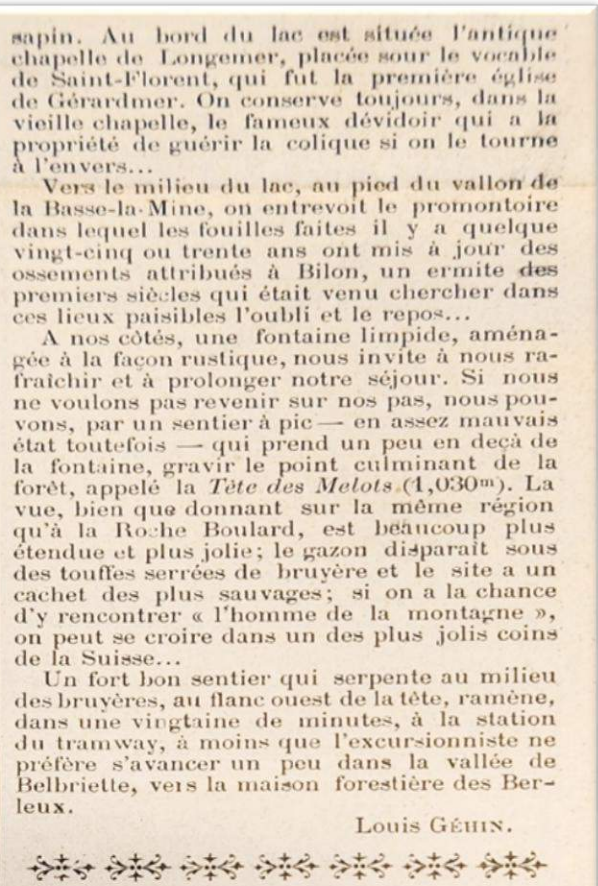 sapin. Au bord du lac est située l'antique
chapelle de Longemer, placée sour le vocable
de Saint-Florent, qui fut la première église
de Gérardmer. On conserve toujours, dans la
vieille chapelle, le fameux dévidoir qui a la
propriété de guérir la colique si on le tourne
à l'envers...
Vers le milieu du lac, au pied du vallon de
la Basse-la-Mine, on entrevoit le promontoire
dans lequel les fouilles faites il y a quelque
vingt-cinq ou trente ans ont mis à jour des
ossements attribués à Bilon, un ermite des
premiers siècles qui était venu chercher dans
ces lieux paisibles l'oubli et le repos...
A nos côtés, une fontaine limpide, aména-
gée à la façon rustique, nous invite à nous ra-
fraîchir et à prolonger notre séjour. Si nous
ne voulons pas revenir sur nos pas, nous pou-
vons, par un sentier à pic — en assez mauvais
état toutefois — qui prend un peu en deçà de
la fontaine, gravir le point culminant de la
forêt, appelé la Tête des Melots (1,030m). La
vue, bien que donnant sur la même région
qu'à la Roche Boulard, est beaucoup plus
étendue et plus jolie; le gazon disparaît sous
des touffes serrées de bruyère et le site a un
cachet des plus sauvages; si on a la chance
d'y rencontrer « l'homme de la montagne »,
on peut se croire dans un des plus jolis coins
de la Suisse...
Un fort bon sentier qui serpente au milieu
des bruyères, au flanc ouest de la tête, ramène,
dans une vingtaine de minutes, à la station
du tramway, à moins que l'excursionniste ne
préfère s'avancer un peu dans la vallée de
Belbriette, vers la maison forestière des Ber-
leux.
Louis GÉHIN.